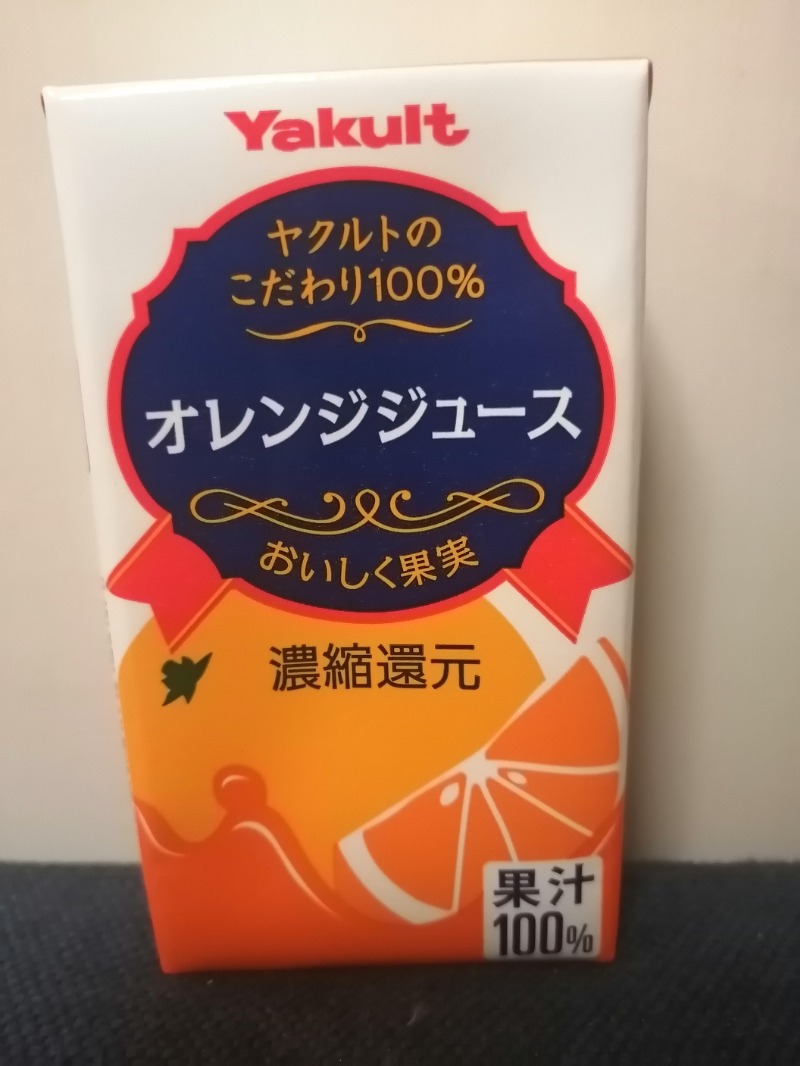 Yakult
ヤクルトの
こだわり100%
オレンジジュース
おいしく果実
濃縮還元
果汁
100%